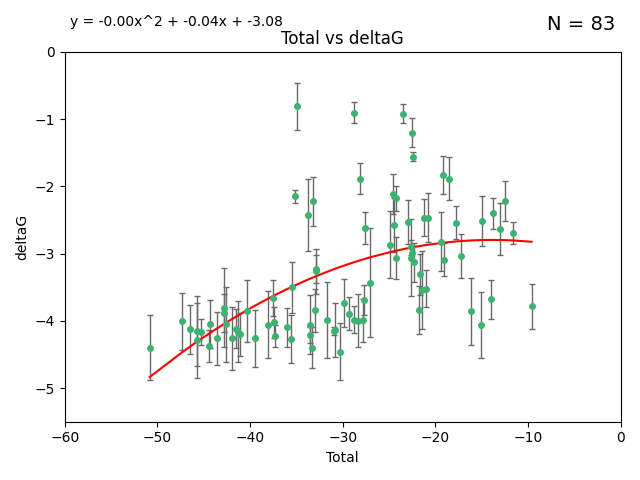 y = -0.00x^2 + -0.04x + -3.08
N = 83
Total vs deltaG
0
−1
−2
−3
−4
−5
deltaG
−60 −50 −40 −30 −20 −10 0
Total